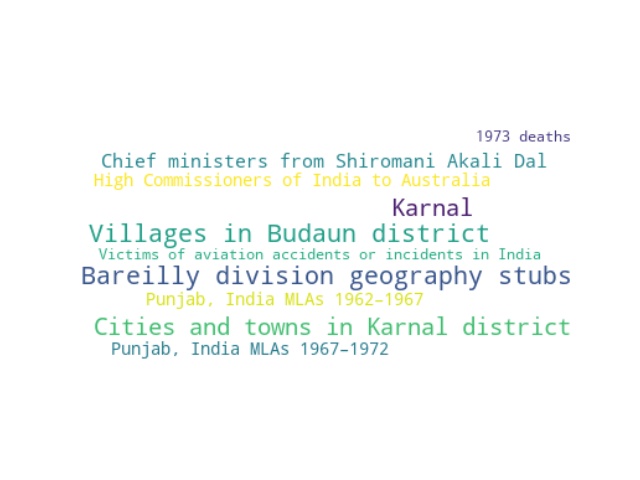 1973 deaths
Chief ministers from Shiromani Akali Dal
High Commissioners of India to Australia
Karnal
Villages in Budaun district
Victims of aviation accidents or incidents in India
Bareilly division geography stubs
Punjab, India MLAs 1962–1967
Cities and towns in Karnal district
Punjab, India MLAs 1967–1972